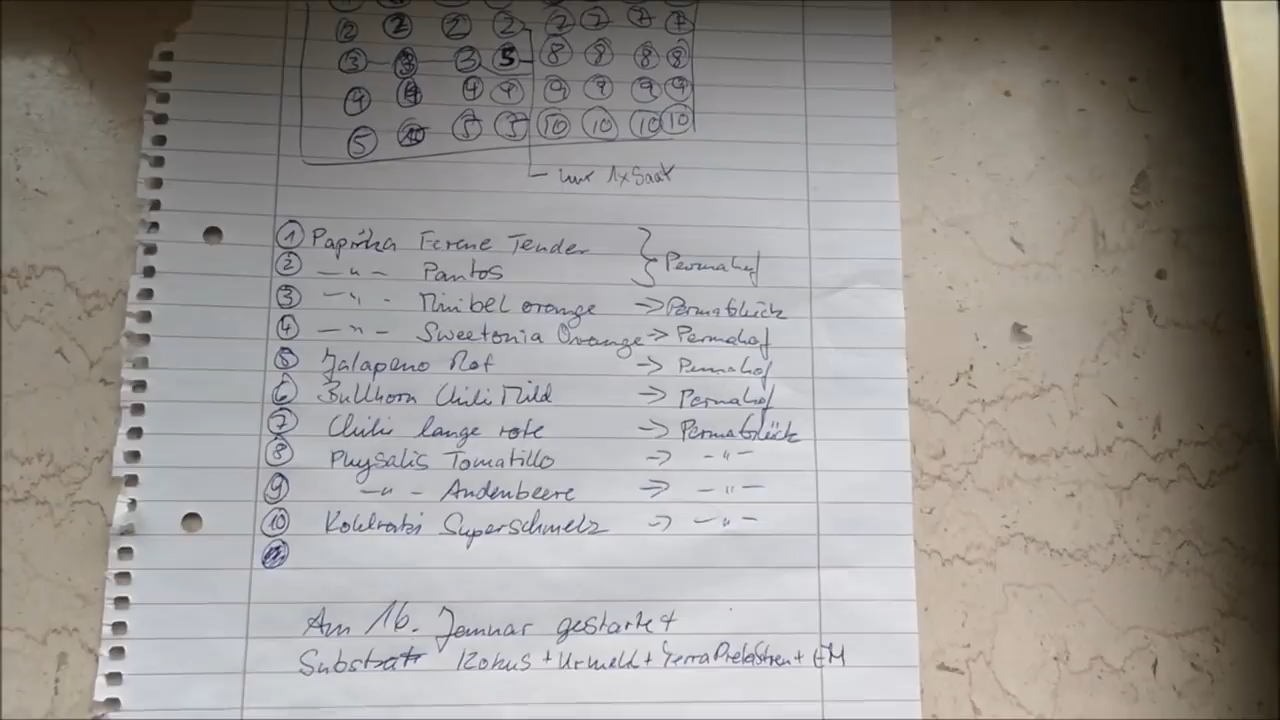 2 2 2 2 7 7 7 7
3 3 3 5 8 8 8 8
4 4 4 4 9 9 9 9
5 10 5 5 10 10 10 10
nur 1x Saat
1 Paprika Ferenc Tender } Permahof
2 -"- Pantos
3 -"- Minibel orange -> Permaglück
4 -"- Sweetonia Orange -> Permahof
5 Jalapeno Rot -> Permahof
6 Bullhorn Chili Mild -> Permahof
7 Chili lange rote -> Permaglück
8 Physalis Tomatillo -> -"-
9 -"- Andenbeere -> -"-
10 Kohlrabi Superschmelz -> -"-
Am 16. Januar gestartet
Substrat Kokus + Urmehl + Terra Preta + EM